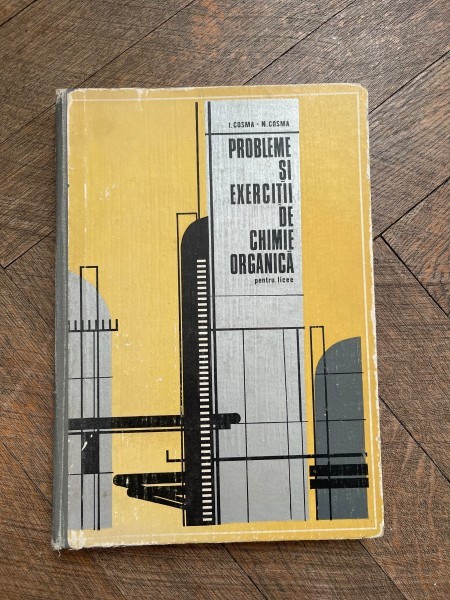 I. COSMA - N. COSMA
PROBLEME
ȘI
EXERCIȚII
DE
CHIMIE
ORGANICĂ
pentru licee